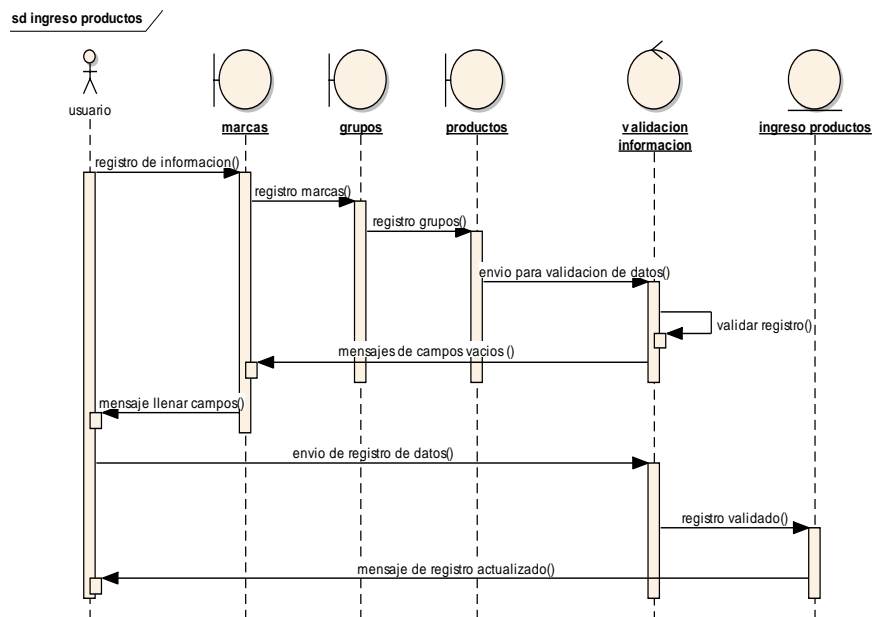 sd ingreso productos
usuario
marcas
grupos
productos
validacion
informacion
ingreso productos
registro de informacion()
registro marcas()
registro grupos()
envio para validacion de datos()
validar registro()
mensajes de campos vacios ()
mensaje llenar campos()
envio de registro de datos()
registro validado()
mensaje de registro actualizado()